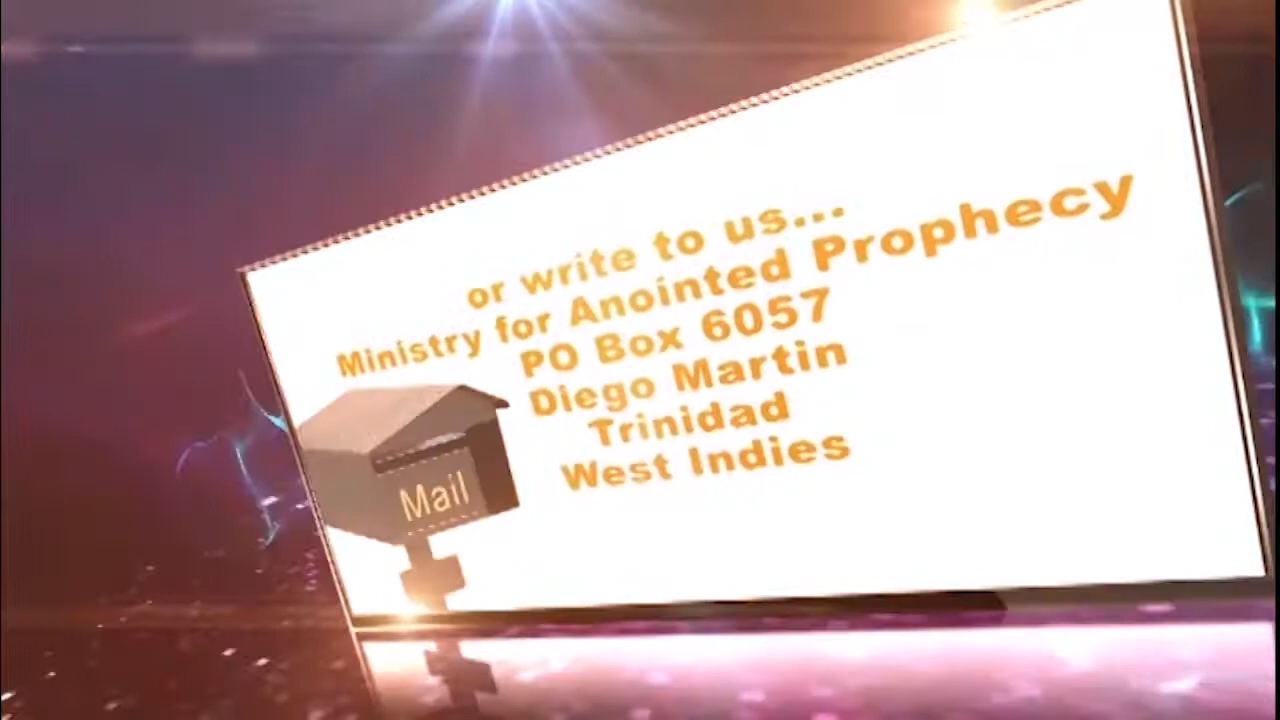 or write to us...
Ministry for Anointed Prophecy
PO Box 6057
Diego Martin
Trinidad
West Indies
Mail